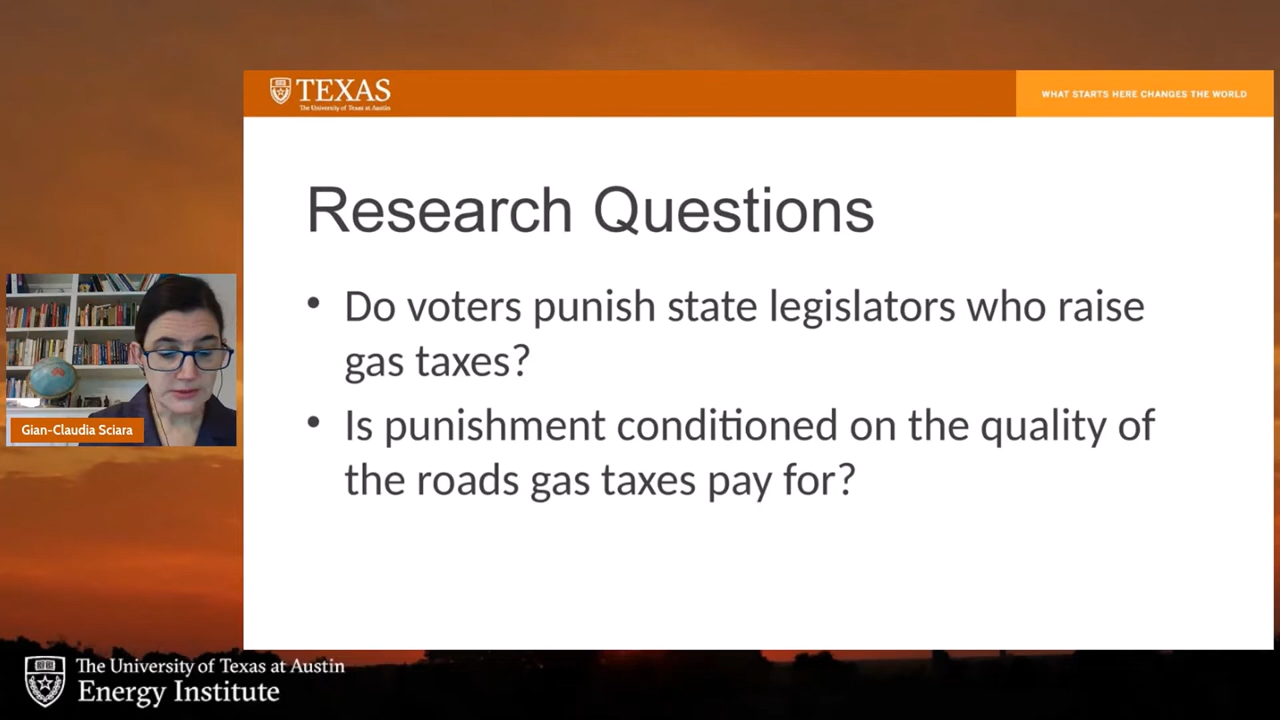 TEXAS
The University of Texas at Austin
WHAT STARTS HERE CHANGES THE WORLD
Research Questions
• Do voters punish state legislators who raise
gas taxes?
• Is punishment conditioned on the quality of
the roads gas taxes pay for?
Gian-Claudia Sciara
The University of Texas at Austin
Energy Institute